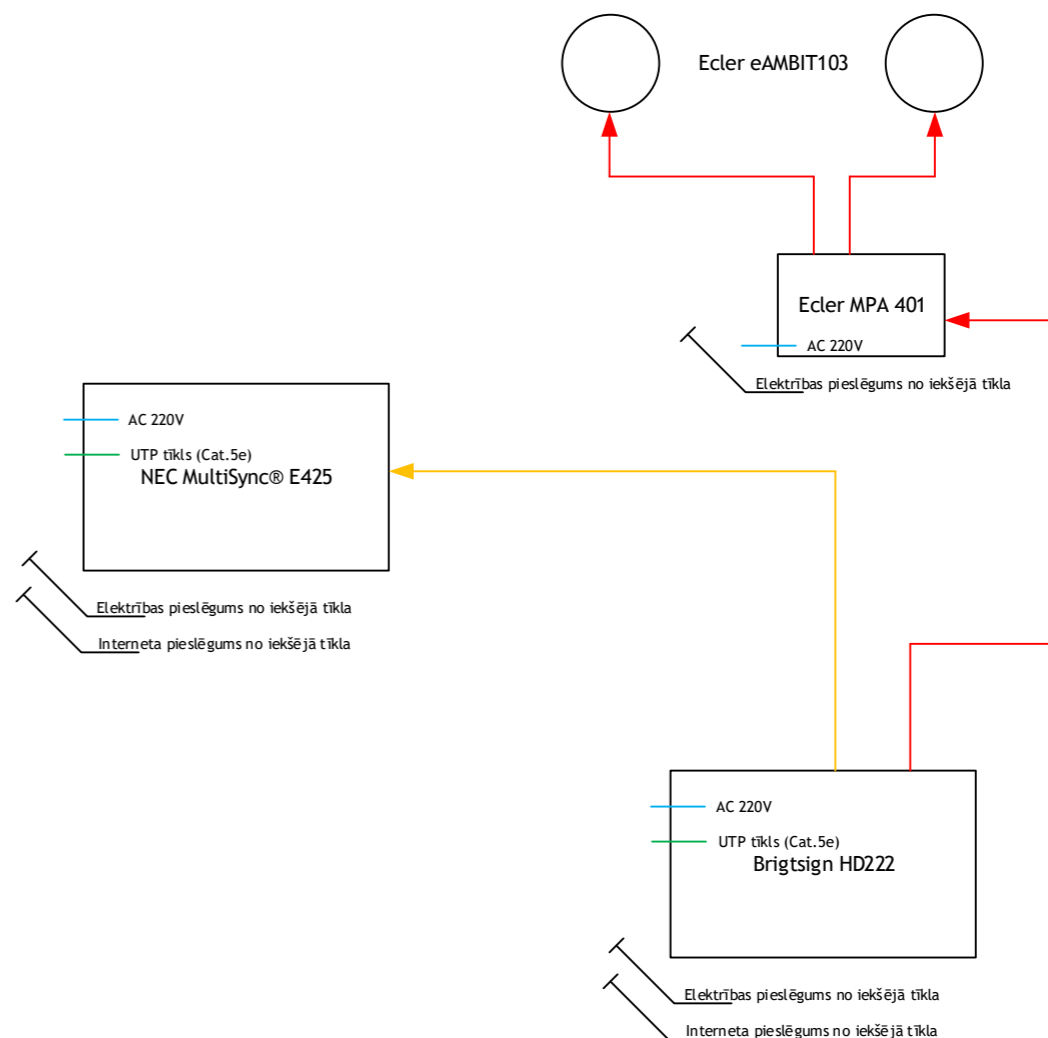 Ecler eAMBIT103
Ecler MPA 401
AC 220V
Elektrības pieslēgums no iekšējā tīkla
AC 220V
UTP tīkls (Cat.5e)
NEC MultiSync® E425
Elektrības pieslēgums no iekšējā tīkla
Interneta pieslēgums no iekšējā tīkla
AC 220V
UTP tīkls (Cat.5e)
Brigtsign HD222
Elektrības pieslēgums no iekšējā tīkla
Interneta pieslēgums no iekšējā tīkla